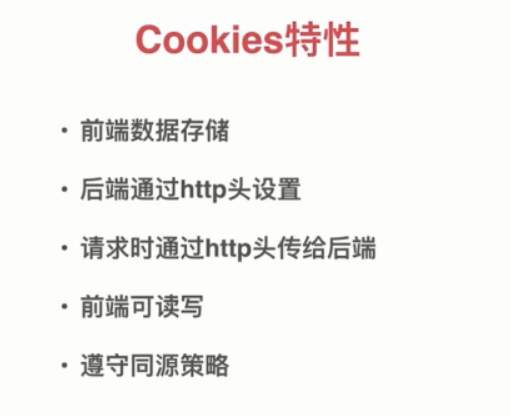 Cookies特性
• 前端数据存储
• 后端通过http头设置
• 请求时通过http头传给后端
• 前端可读写
• 遵守同源策略